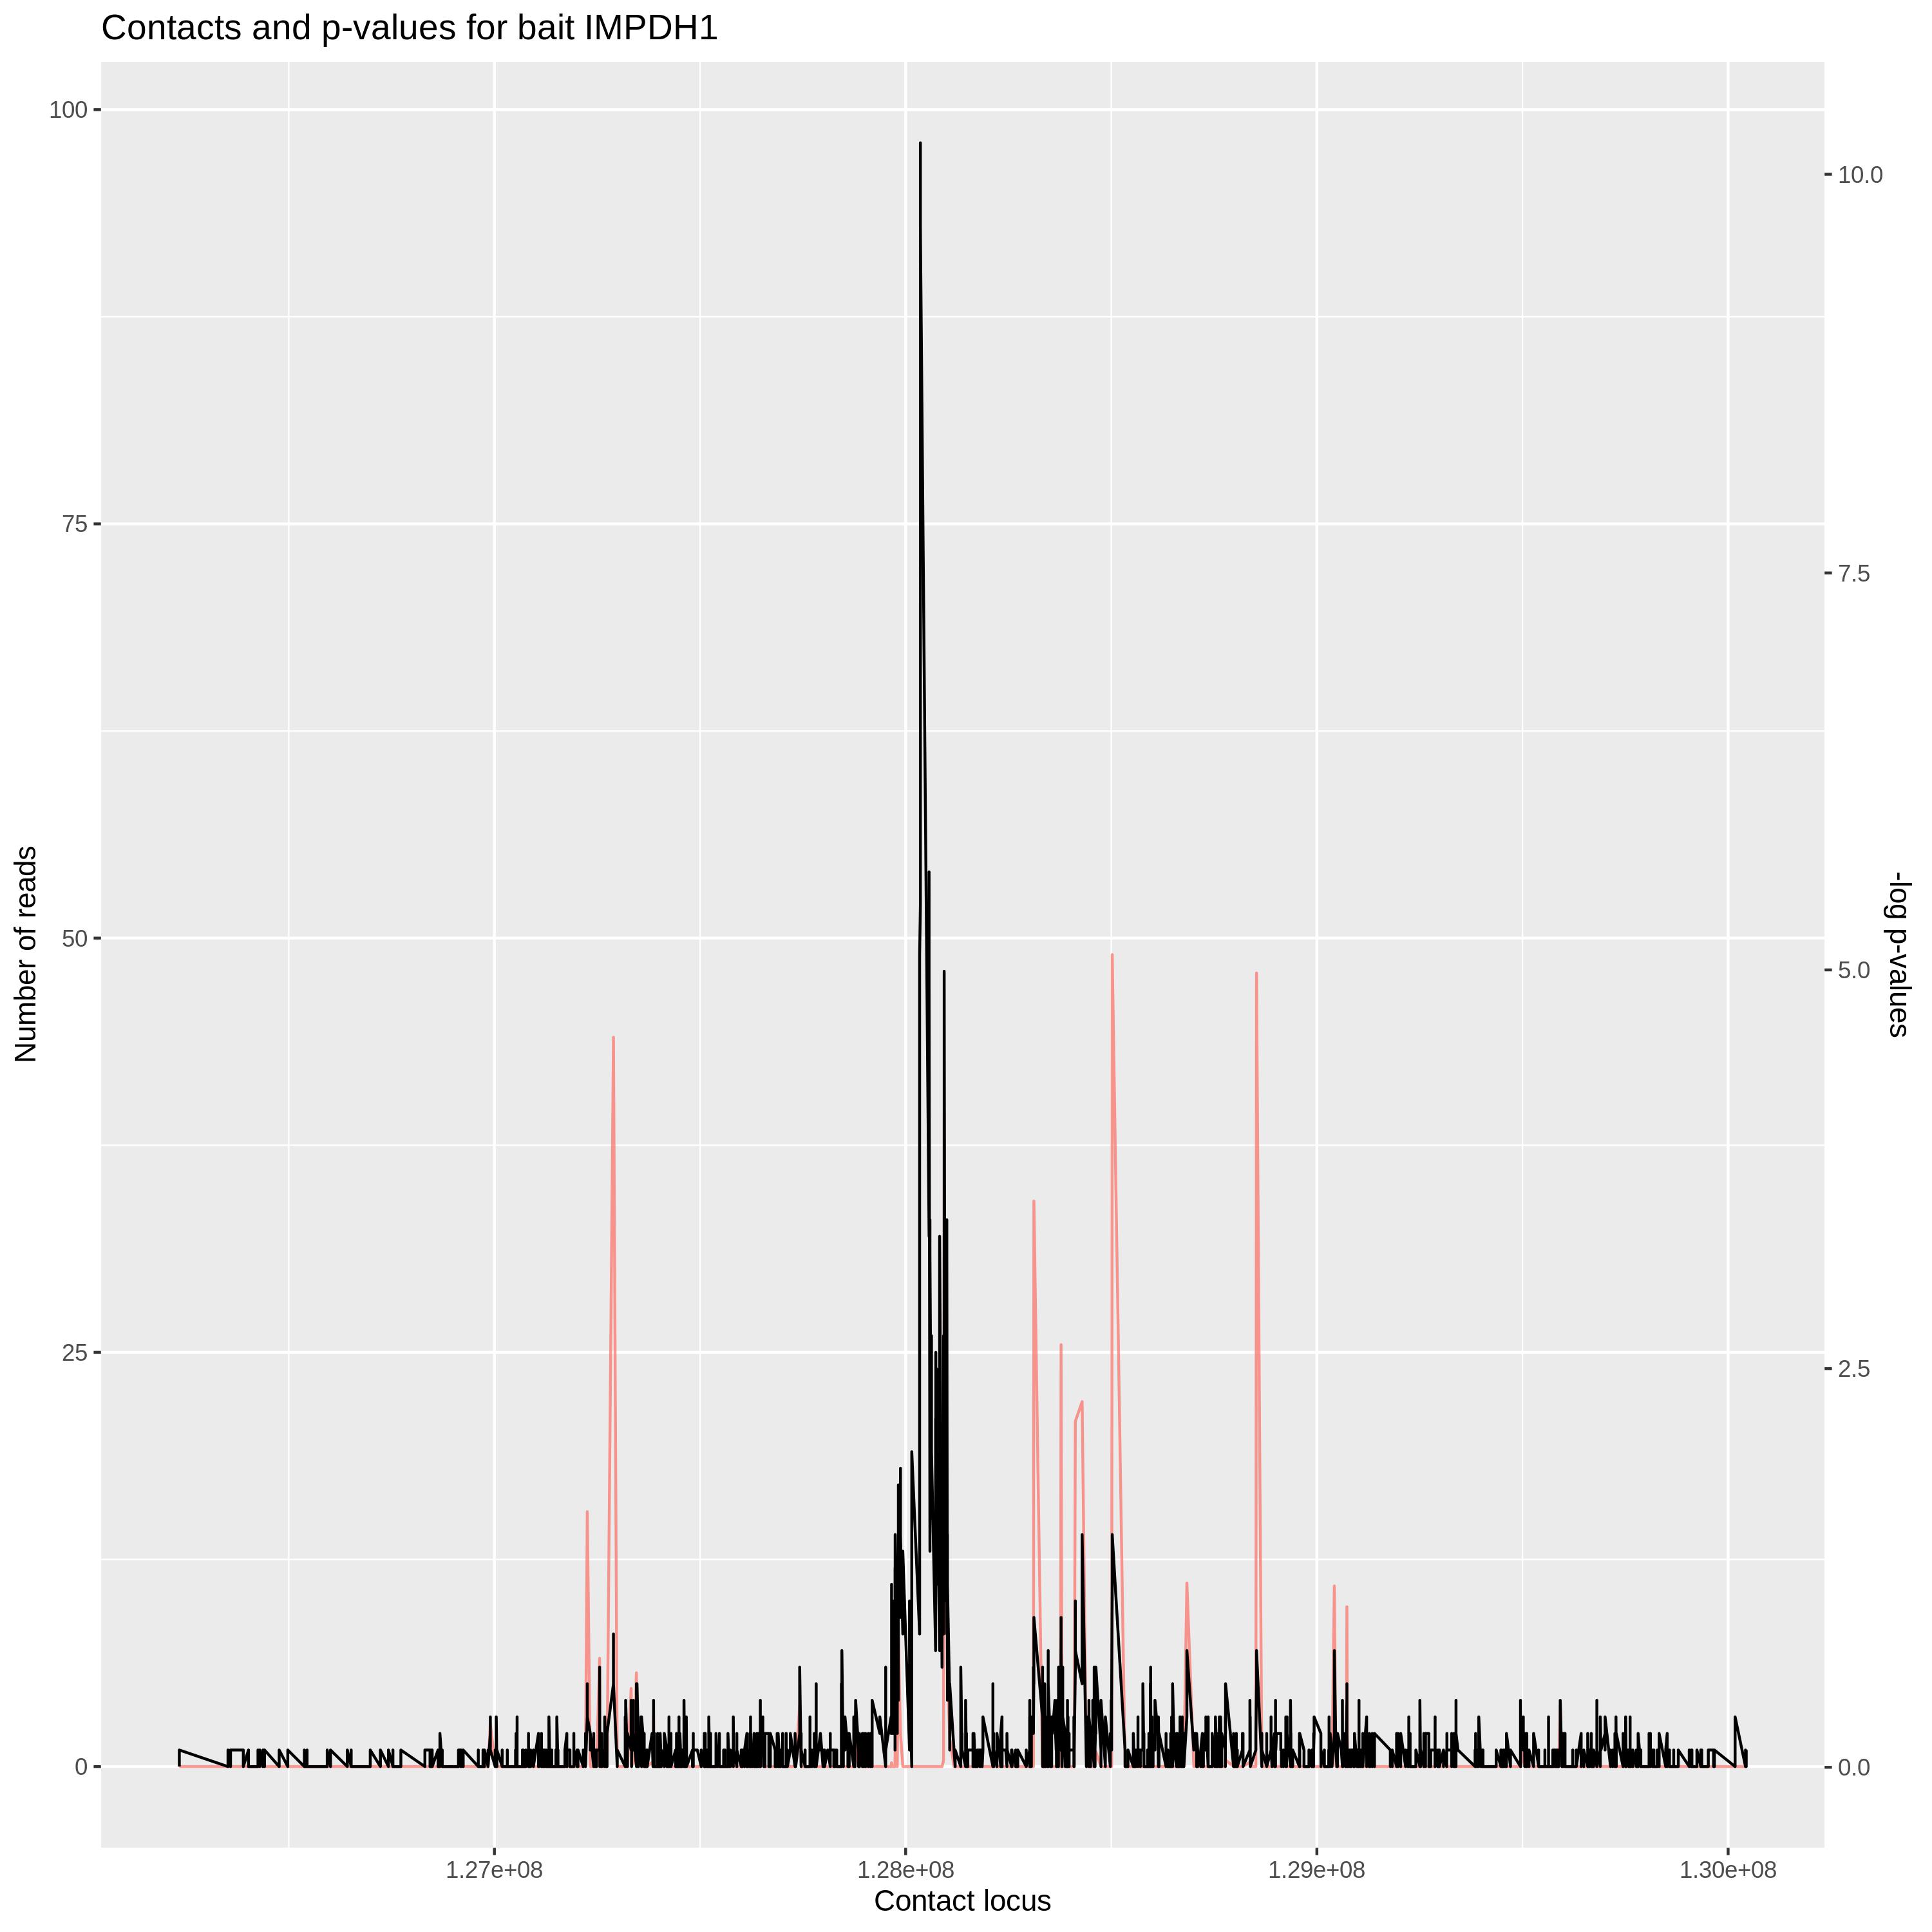 Contacts and p-values for bait IMPDH1
100
75
50
25
0
Number of reads
10.0
7.5
5.0
2.5
0.0
-log p-values
1.27e+08
1.28e+08
1.29e+08
1.30e+08
Contact locus